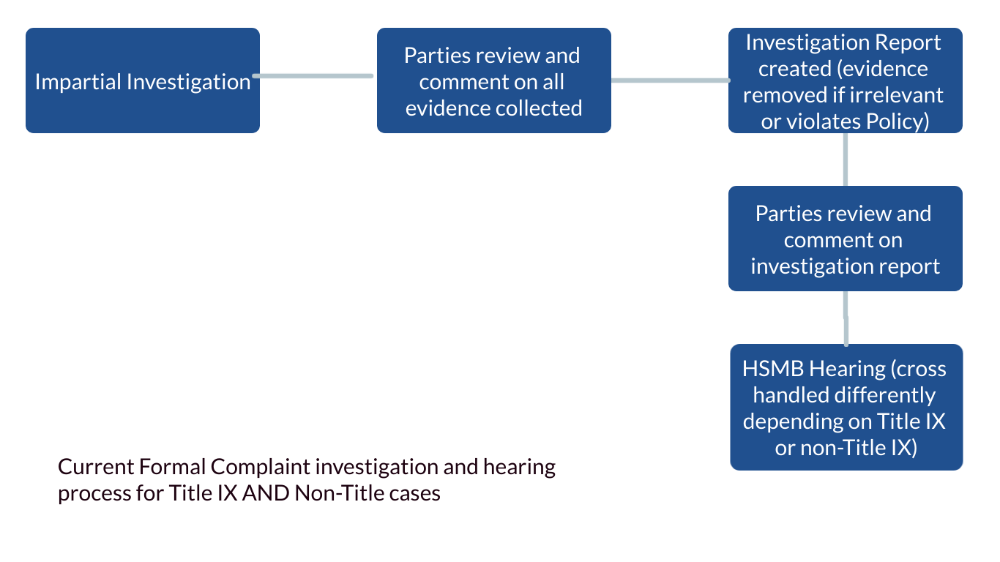 Impartial Investigation
Parties review and
comment on all
evidence collected
Investigation Report
created (evidence
removed if irrelevant
or violates Policy)
Parties review and
comment on
investigation report
HSMB Hearing (cross
handled differently
depending on Title IX
or non-Title IX)
Current Formal Complaint investigation and hearing
process for Title IX AND Non-Title cases